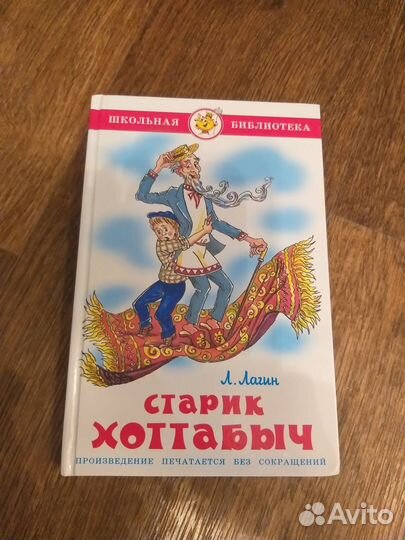 ШКОЛЬНАЯ БИБЛИОТЕКА
Л. Лагин
СТАРИК
ХОТТАБЫЧ
ПРОИЗВЕДЕНИЕ ПЕЧАТАЕТСЯ БЕЗ СОКРАЩЕНИЙ
Avito